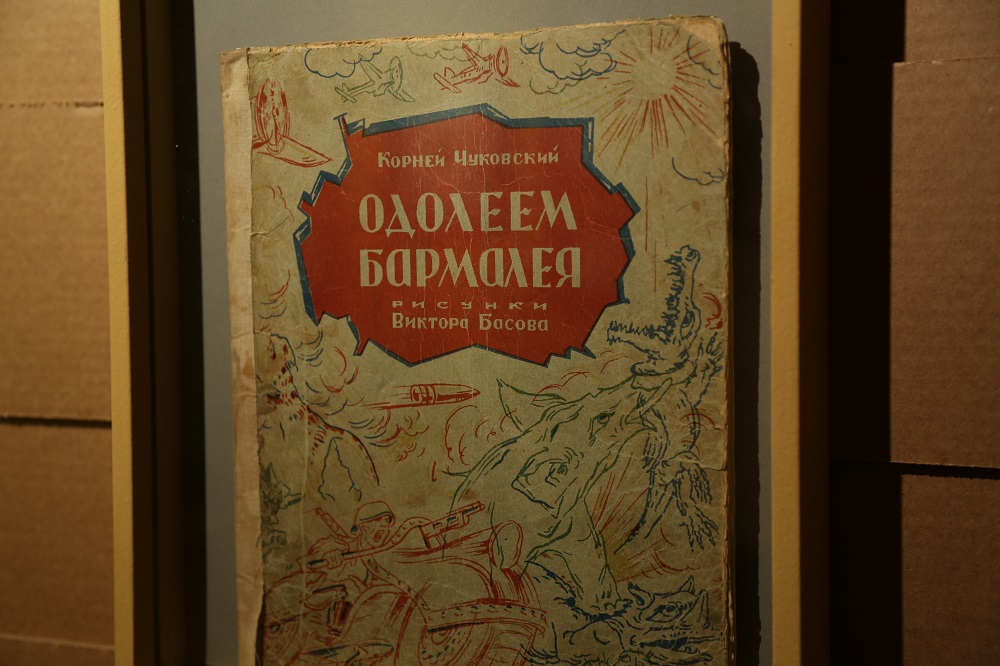 Корней Чуковский
ОДОЛЕЕМ
БАРМАЛЕЯ
РИСУНКИ
Виктора Басова